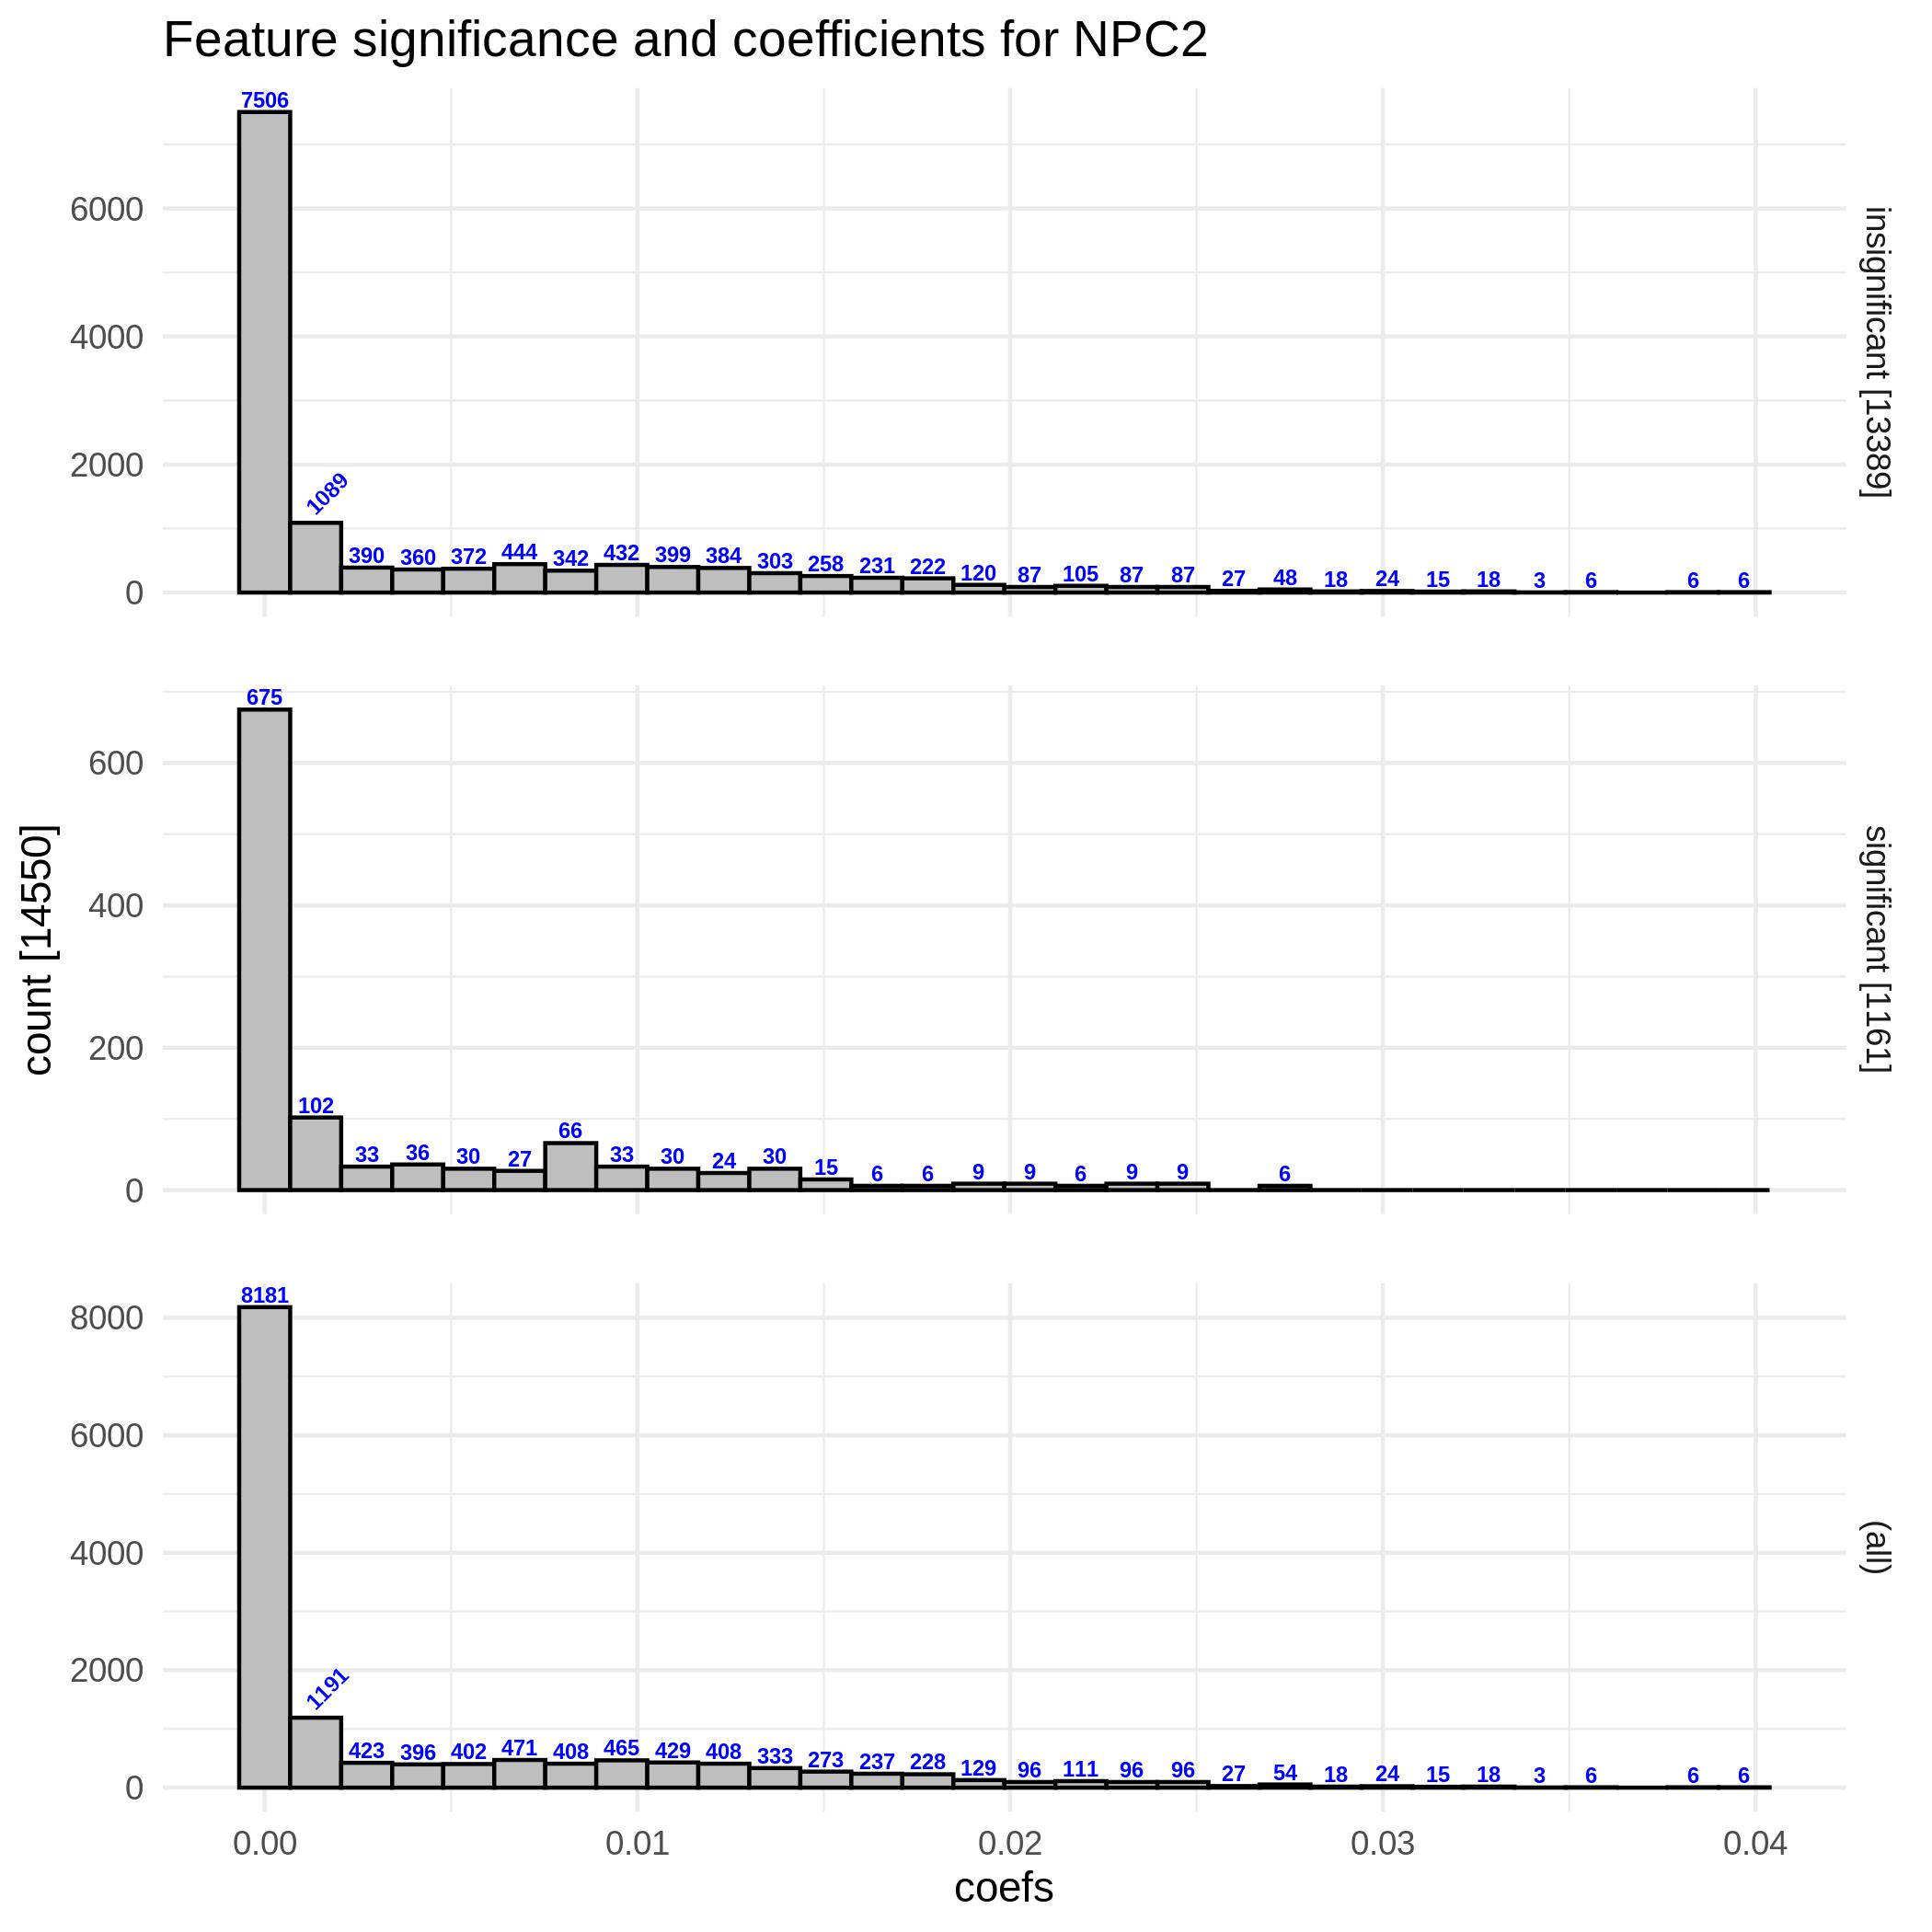 Feature significance and coefficients for NPC2
7506
6000
4000
2000
0
1089
390 360 372 444 342 432 399 384 303 258 231 222 120 87 105 87 87 27 48 18 24 15 18 3 6 6 6
insignificant [13389]
675
600
400
200
0
102
33 36 30 27 66 33 30 24 30 15 6 6 9 9 6 9 9 6
significant [1161]
count [14550]
8181
8000
6000
4000
2000
0
1191
423 396 402 471 408 465 429 408 333 273 237 228 129 96 111 96 96 27 54 18 24 15 18 3 6 6 6
(all)
0.00 0.01 0.02 0.03 0.04
coefs